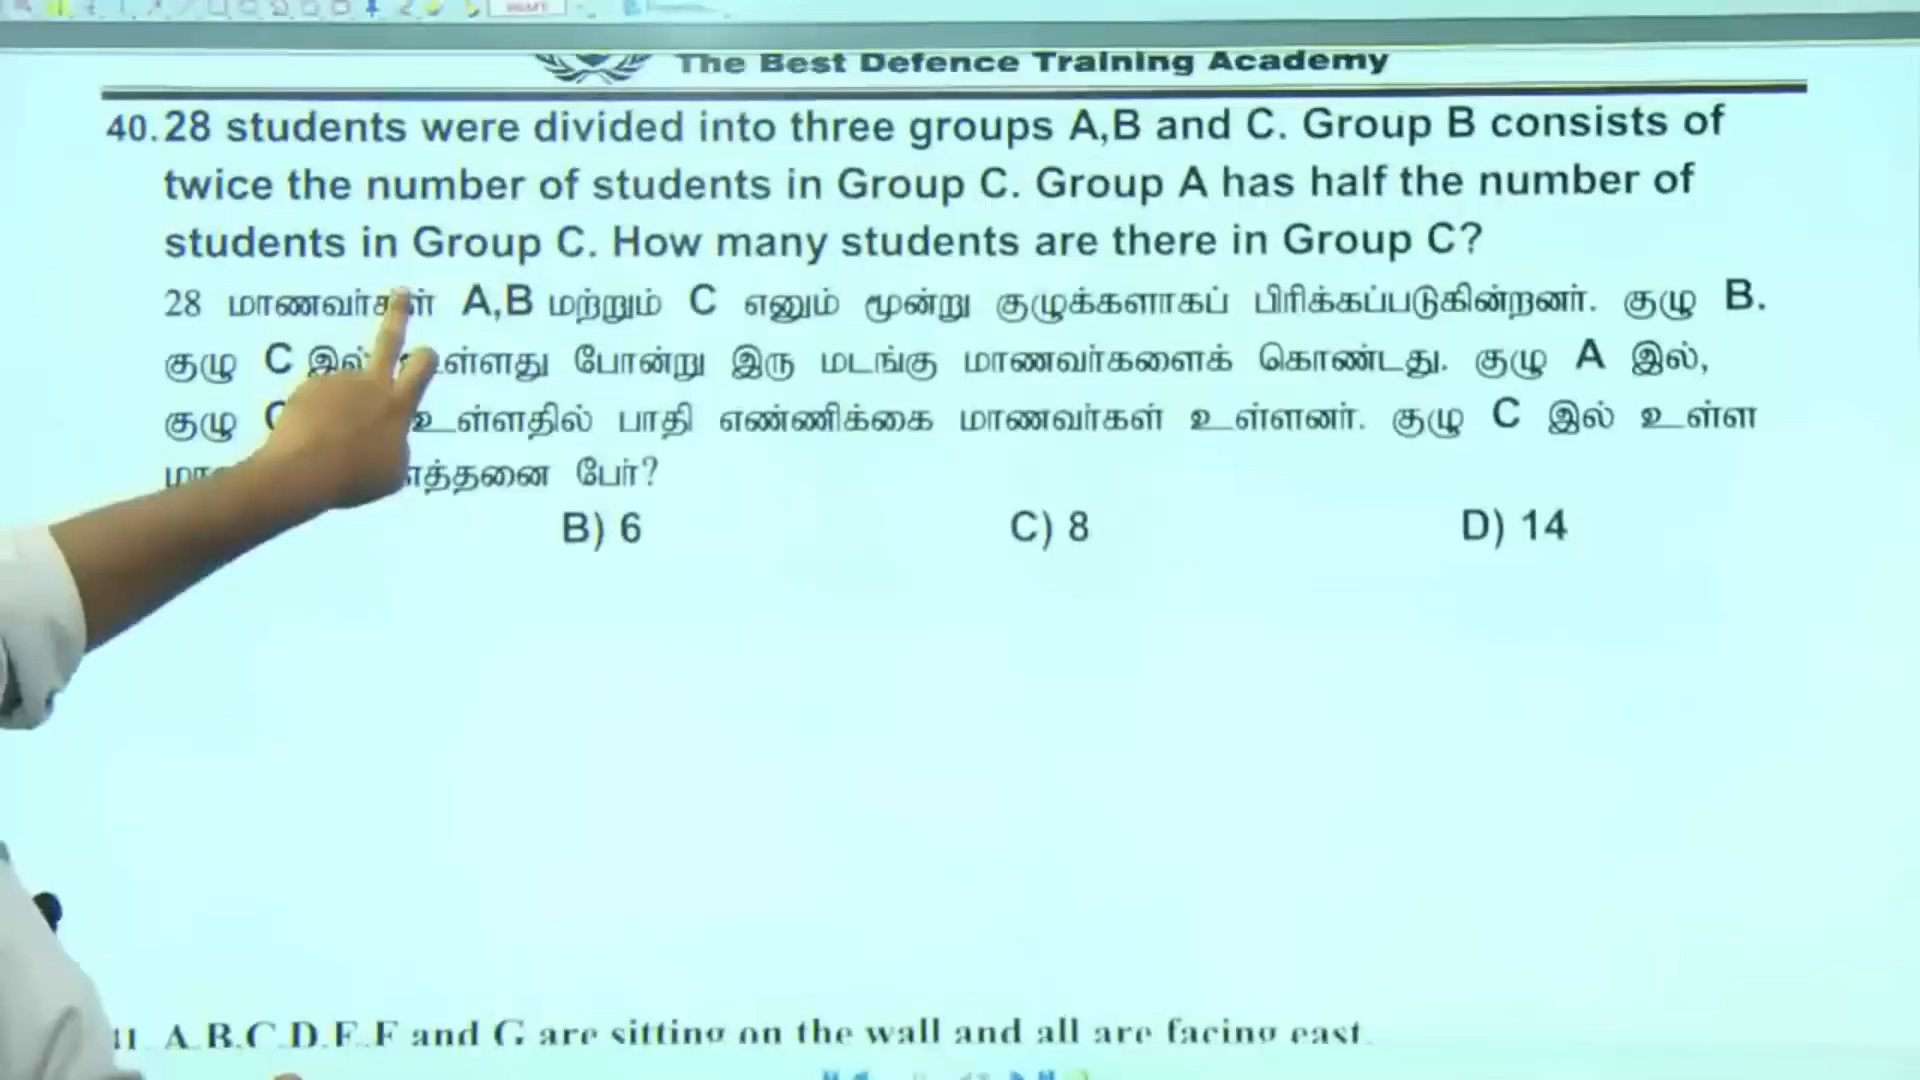 The Best Defence Training Academy
40. 28 students were divided into three groups A,B and C. Group B consists of
twice the number of students in Group C. Group A has half the number of
students in Group C. How many students are there in Group C?
28 மாணவர்கள் A,B மற்றும் C எனும் மூன்று குழுக்களாகப் பிரிக்கப்படுகின்றனர். குழு B.
குழு C இல் உள்ளது போன்று இரு மடங்கு மாணவர்களைக் கொண்டது. குழு A இல்,
குழு உள்ளதில் பாதி எண்ணிக்கை மாணவர்கள் உள்ளனர். குழு C இல் உள்ள
எத்தனை பேர்?
B) 6 C) 8 D) 14
41. A,B,C,D,E,F and G are sitting on the wall and all are facing east.